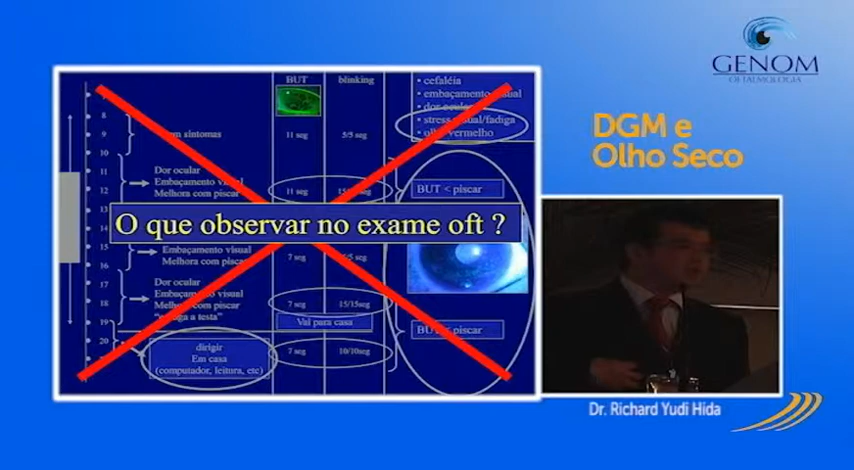 GENOM
OFTALMOLOGIA
DGM e
Olho Seco
BUT
blinking
• cefaléia
• embaçamento visual
• dor ocular
• stress visual/fadiga
• olho vermelho
8
9
sintomas
11 seg
5/5 seg
10
11
12
13
Dor ocular
Embaçamento visual
Melhora com piscar
11 seg
BUT < piscar
O que observar no exame oft ?
15
16
Embaçamento visual
Melhora com piscar
7 seg
17
18
19
Dor ocular
Embaçamento visual
Melhora com piscar
a testa"
7 seg
15/15seg
Vai para casa
BUT < piscar
20
dirigir
Em casa
(computador, leitura, etc)
7 seg
10/10seg
Dr. Richard Yudi Hida